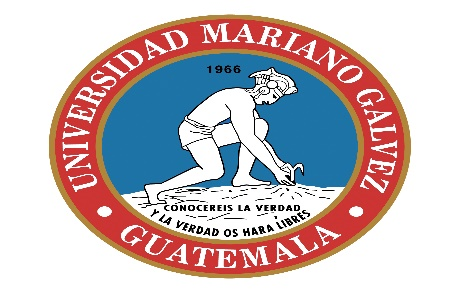 UNIVERSIDAD MARIANO GALVEZ
1966
CONOCEREIS LA VERDAD
Y LA VERDAD OS HARA LIBRES
GUATEMALA